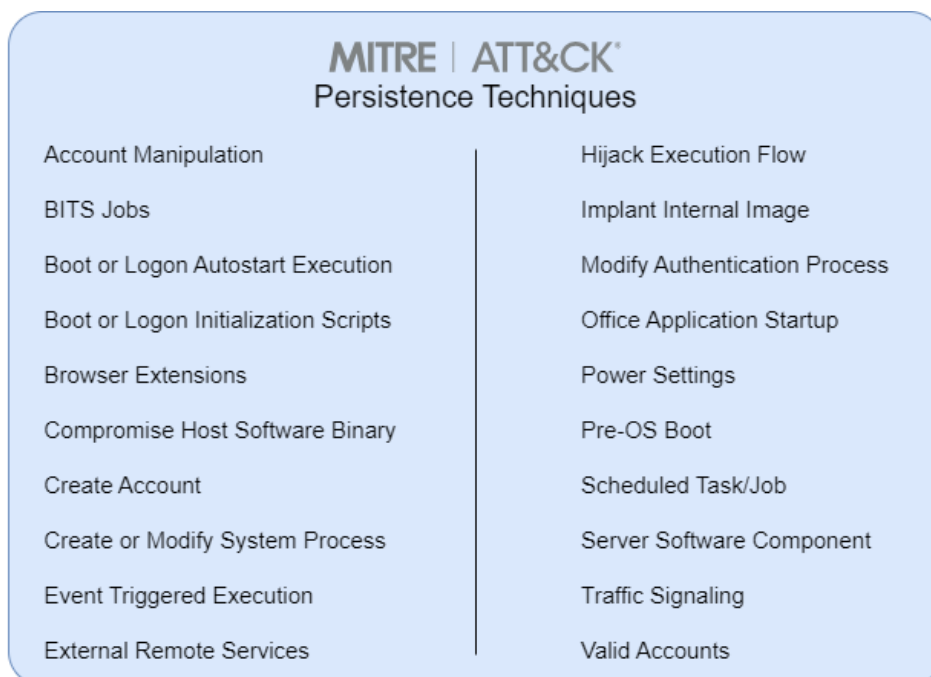 MITRE | ATT&CK®
Persistence Techniques
Account Manipulation
BITS Jobs
Boot or Logon Autostart Execution
Boot or Logon Initialization Scripts
Browser Extensions
Compromise Host Software Binary
Create Account
Create or Modify System Process
Event Triggered Execution
External Remote Services
Hijack Execution Flow
Implant Internal Image
Modify Authentication Process
Office Application Startup
Power Settings
Pre-OS Boot
Scheduled Task/Job
Server Software Component
Traffic Signaling
Valid Accounts